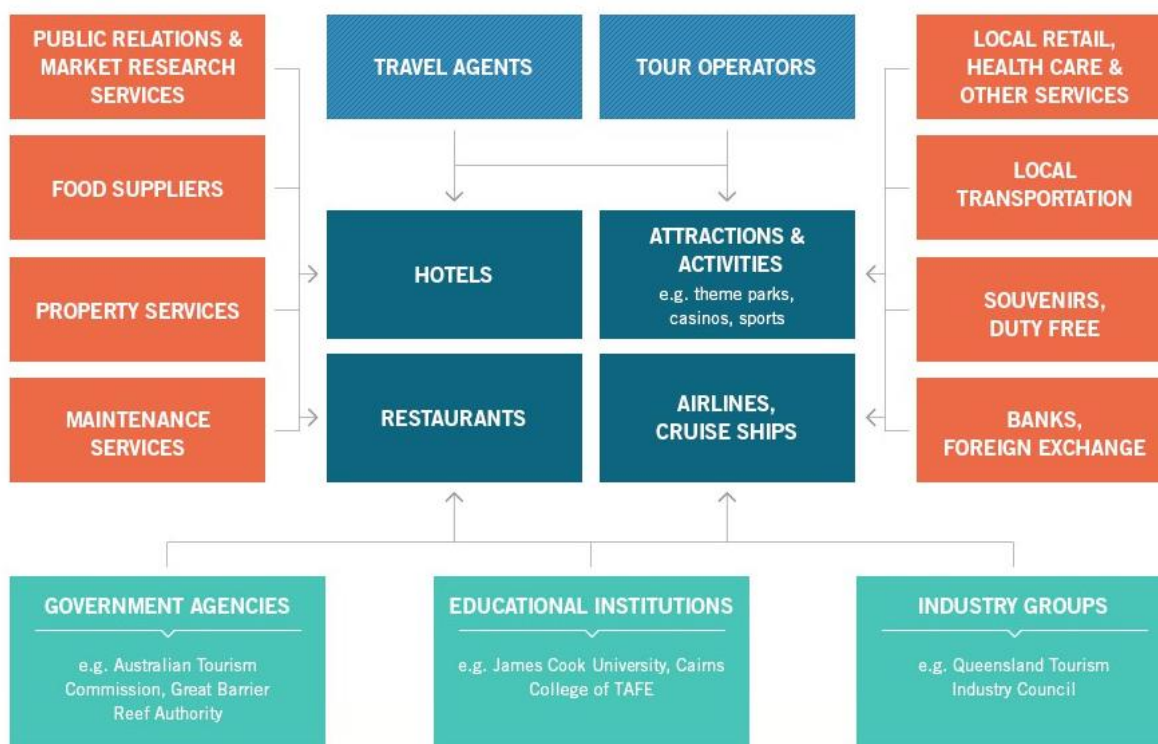 PUBLIC RELATIONS &
MARKET RESEARCH
SERVICES
TRAVEL AGENTS
TOUR OPERATORS
LOCAL RETAIL,
HEALTH CARE &
OTHER SERVICES
FOOD SUPPLIERS
LOCAL
TRANSPORTATION
HOTELS
ATTRACTIONS &
ACTIVITIES
e.g. theme parks,
casinos, sports
PROPERTY SERVICES
SOUVENIRS,
DUTY FREE
MAINTENANCE
SERVICES
RESTAURANTS
AIRLINES,
CRUISE SHIPS
BANKS,
FOREIGN EXCHANGE
GOVERNMENT AGENCIES
e.g. Australian Tourism
Commission, Great Barrier
Reef Authority
EDUCATIONAL INSTITUTIONS
e.g. James Cook University, Cairns
College of TAFE
INDUSTRY GROUPS
e.g. Queensland Tourism
Industry Council